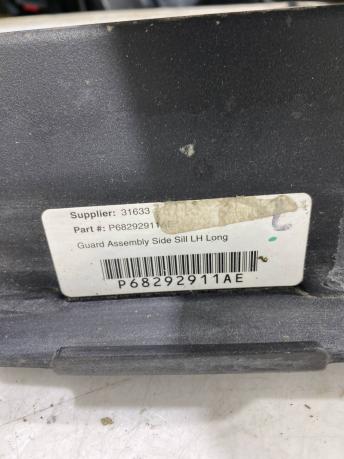 Supplier: 31633
Part #: P68292911
Guard Assembly Side Sill LH Long
P68292911AE